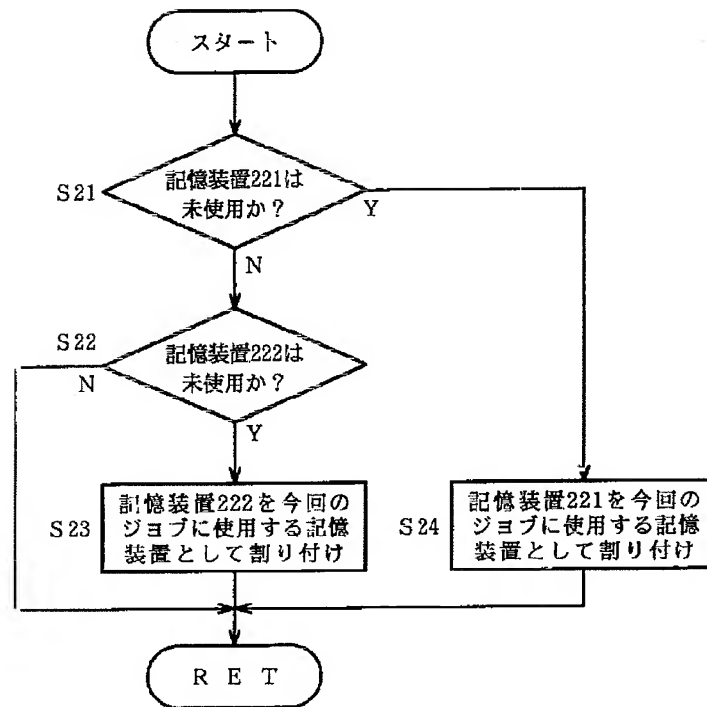 スタート
S21
記憶装置221は
未使用か？
Y
N
S22
記憶装置222は
未使用か？
N
Y
S23
記憶装置222を今回の
ジョブに使用する記憶
装置として割り付け
S24
記憶装置221を今回の
ジョブに使用する記憶
装置として割り付け
RET